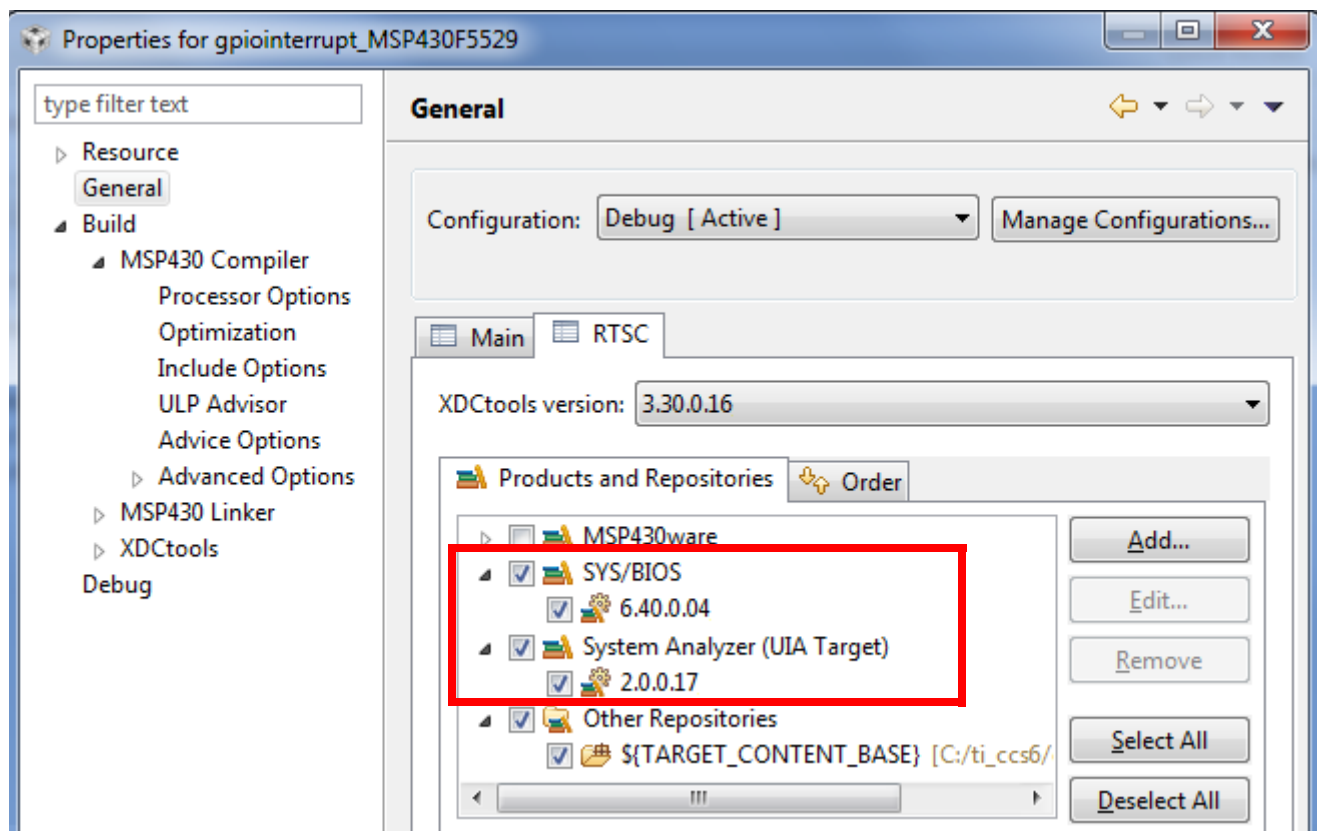 Properties for gpiointerrupt_MSP430F5529
type filter text
Resource
General
Build
MSP430 Compiler
Processor Options
Optimization
Include Options
ULP Advisor
Advice Options
Advanced Options
MSP430 Linker
XDCtools
Debug
General
Configuration: Debug [ Active ] Manage Configurations...
Main RTSC
XDCtools version: 3.30.0.16
Products and Repositories Order
MSP430ware
SYS/BIOS
6.40.0.04
System Analyzer (UIA Target)
2.0.0.17
Other Repositories
${TARGET_CONTENT_BASE} [C:/ti_ccs6/
Add...
Edit...
Remove
Select All
Deselect All